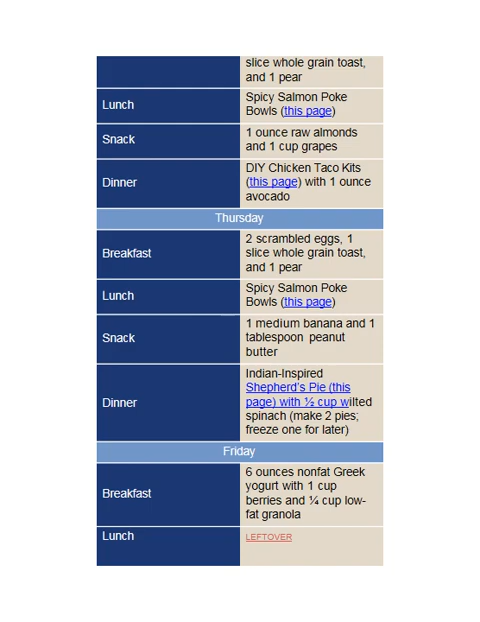 slice whole grain toast,
and 1 pear
Lunch
Spicy Salmon Poke
Bowls (this page)
Snack
1 ounce raw almonds
and 1 cup grapes
Dinner
DIY Chicken Taco Kits
(this page) with 1 ounce
avocado
Thursday
Breakfast
2 scrambled eggs, 1
slice whole grain toast,
and 1 pear
Lunch
Spicy Salmon Poke
Bowls (this page)
Snack
1 medium banana and 1
tablespoon peanut
butter
Dinner
Indian-Inspired
Shepherd's Pie (this
page) with ½ cup wilted
spinach (make 2 pies;
freeze one for later)
Friday
Breakfast
6 ounces nonfat Greek
yogurt with 1 cup
berries and ¼ cup low-
fat granola
Lunch
LEFTOVER